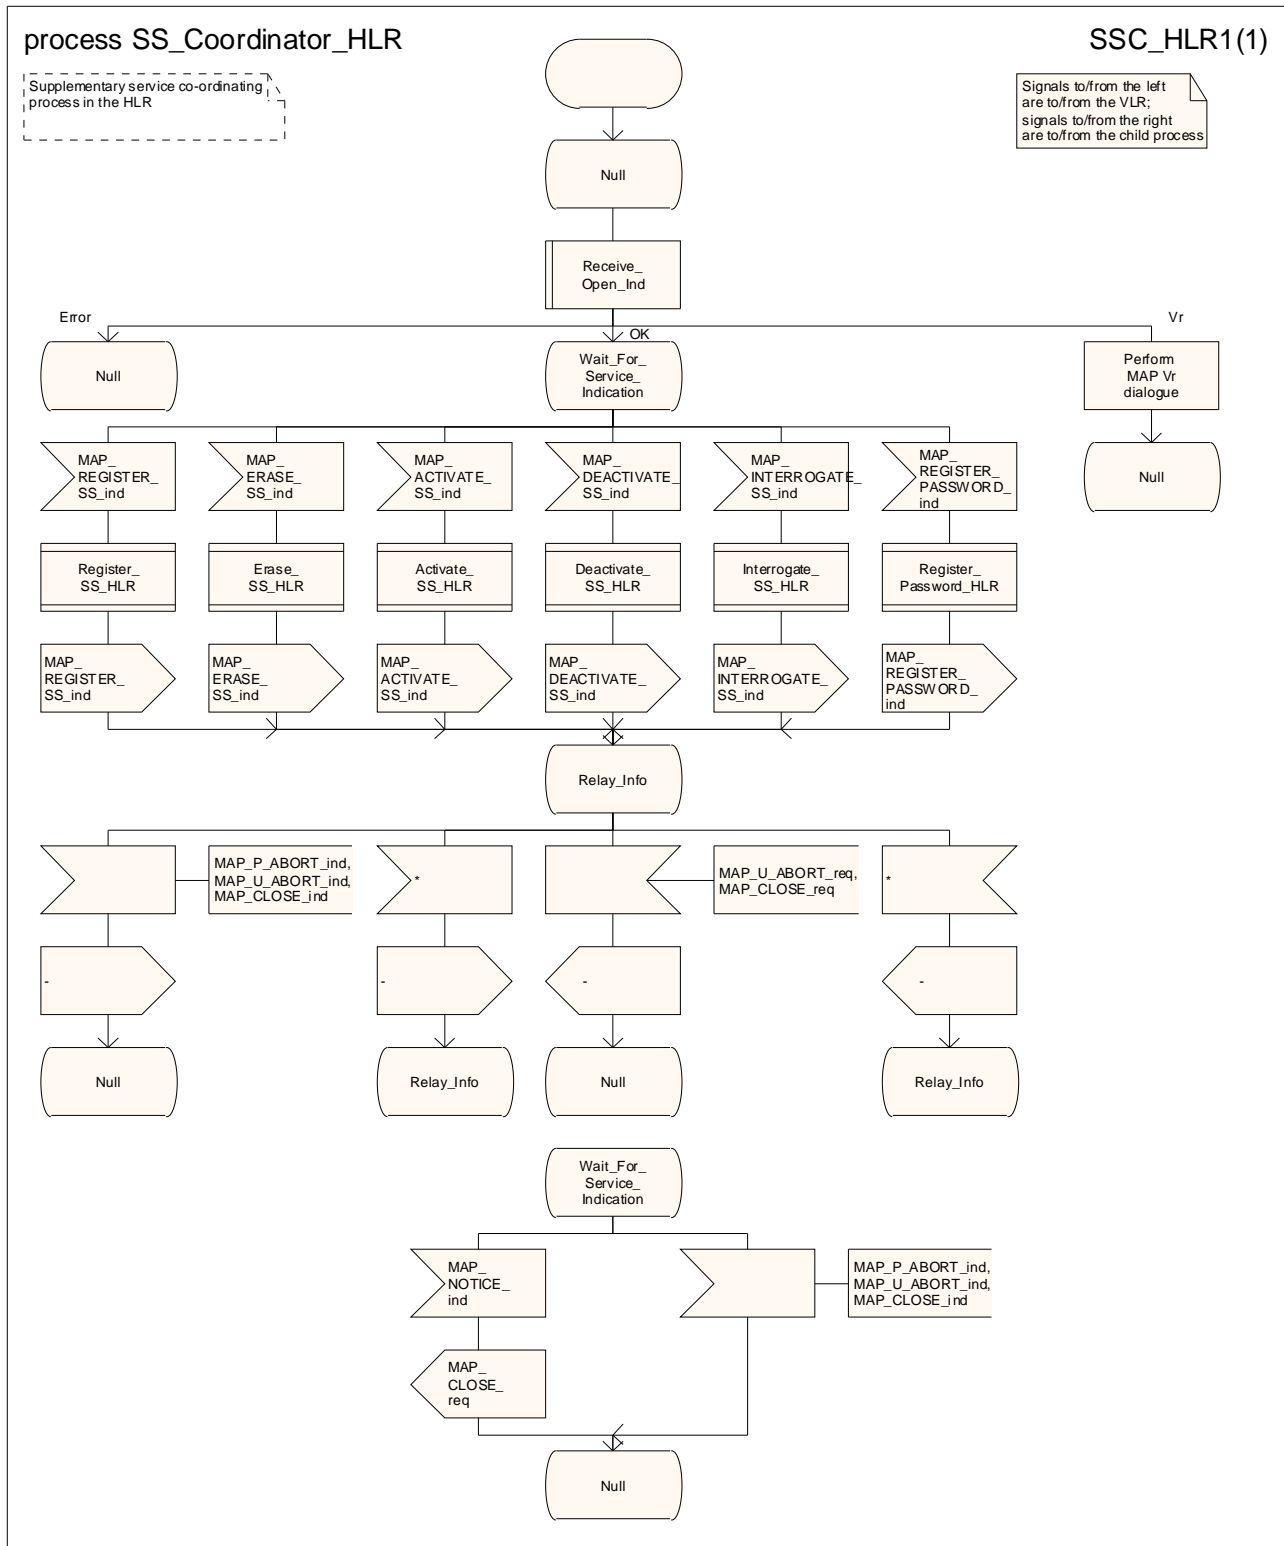 process SS_Coordinator_HLR
SSC_HLR1(1)
Supplementary service co-ordinating
process in the HLR
Signals to/from the left
are to/from the VLR;
signals to/from the right
are to/from the child process
Null
Receive_
Open_Ind
Error
OK
Vr
Null
Wait_For_
Service_
Indication
Perform
MAP Vr
dialogue
Null
MAP_
REGISTER_
SS_ind
MAP_
ERASE_
SS_ind
MAP_
ACTIVATE_
SS_ind
MAP_
DEACTIVATE_
SS_ind
MAP_
INTERROGATE_
SS_ind
MAP_
REGISTER_
PASSWORD_
ind
Register_
SS_HLR
Erase_
SS_HLR
Activate_
SS_HLR
Deactivate_
SS_HLR
Interrogate_
SS_HLR
Register_
Password_HLR
MAP_
REGISTER_
SS_ind
MAP_
ERASE_
SS_ind
MAP_
ACTIVATE_
SS_ind
MAP_
DEACTIVATE_
SS_ind
MAP_
INTERROGATE_
SS_ind
MAP_
REGISTER_
PASSWORD_
ind
Relay_Info
MAP_P_ABORT_ind,
MAP_U_ABORT_ind,
MAP_CLOSE_ind
*
MAP_U_ABORT_req,
MAP_CLOSE_req
*
-
-
-
-
Null
Relay_Info
Null
Relay_Info
Wait_For_
Service_
Indication
MAP_
NOTICE_
ind
MAP_P_ABORT_ind,
MAP_U_ABORT_ind,
MAP_CLOSE_ind
MAP_
CLOSE_
req
Null